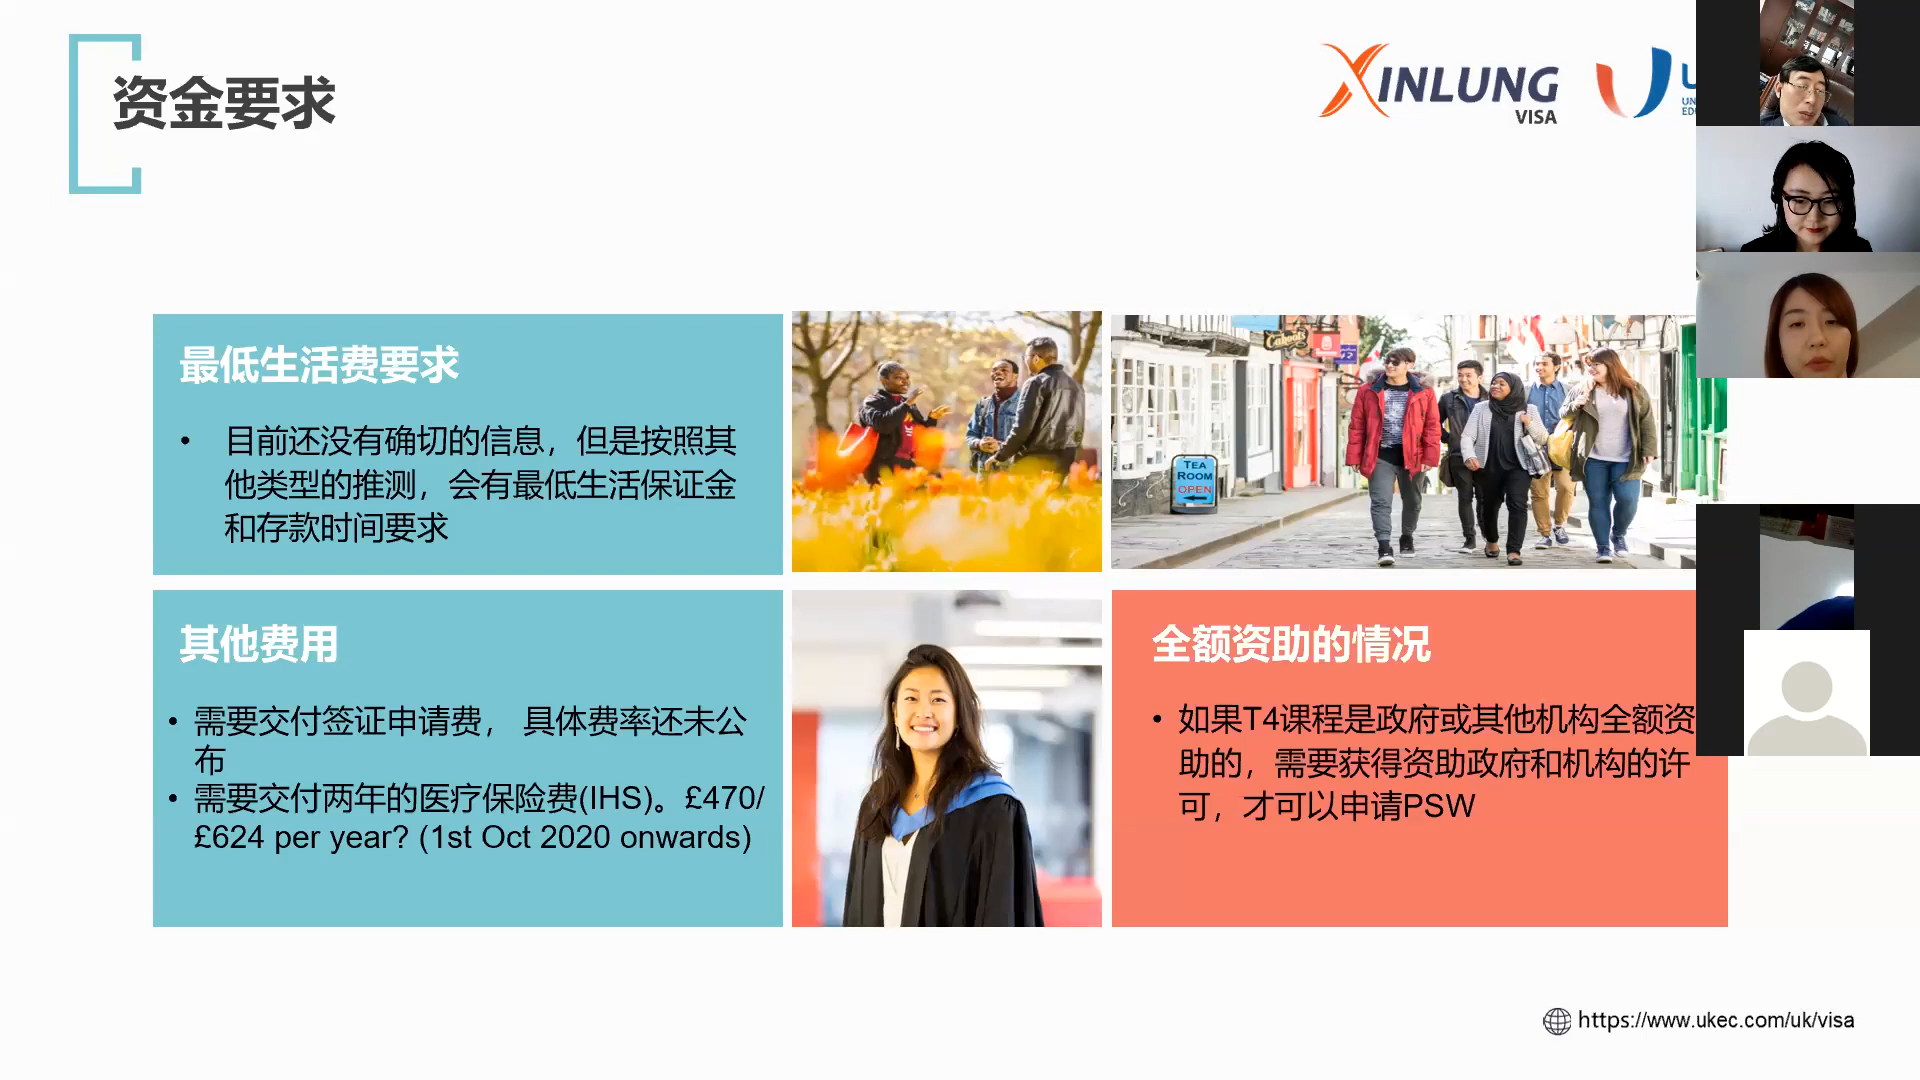 资金要求
XINLUNG
VISA
最低生活费要求
• 目前还没有确切的信息，但是按照其
他类型的推测，会有最低生活保证金
和存款时间要求
TEA
ROOM
OPEN
其他费用
• 需要交付签证申请费， 具体费率还未公
布
• 需要交付两年的医疗保险费(IHS)。£470/
£624 per year? (1st Oct 2020 onwards)
全额资助的情况
• 如果T4课程是政府或其他机构全额资
助的，需要获得资助政府和机构的许
可，才可以申请PSW
https://www.ukec.com/uk/visa